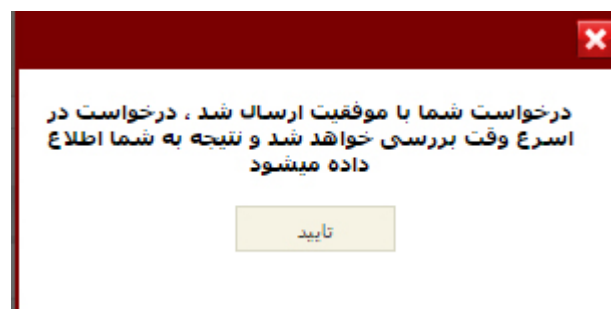 درخواست شما با موفقیت ارسال شد ، درخواست در
اسرع وقت بررسی خواهد شد و نتیجه به شما اطلاع
داده میشود
تایید